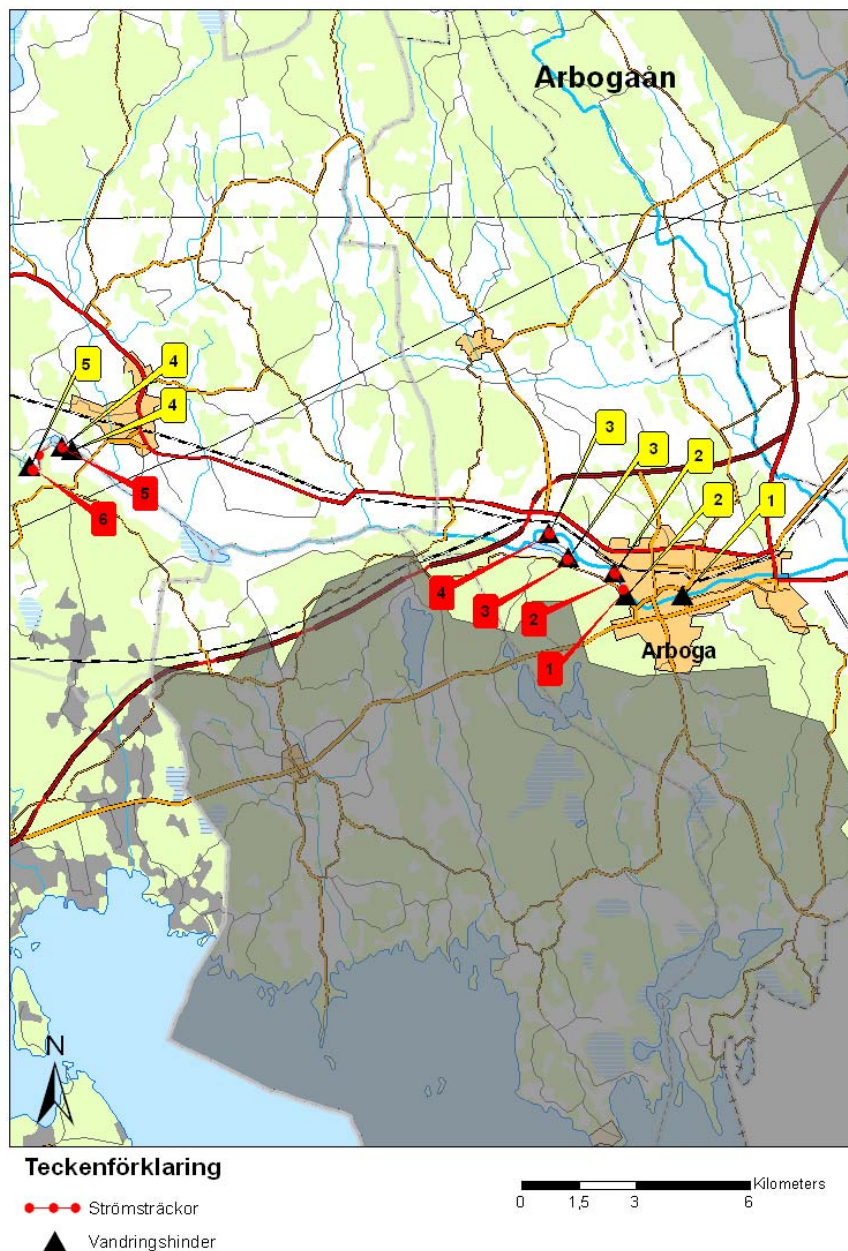 Arbogaån
5
4
4
5
6
3
3
2
2
1
4
3
2
1
Arboga
N
Teckenförklaring
Strömsträckor
Vandringshinder
Kilometers
0 1,5 3 6